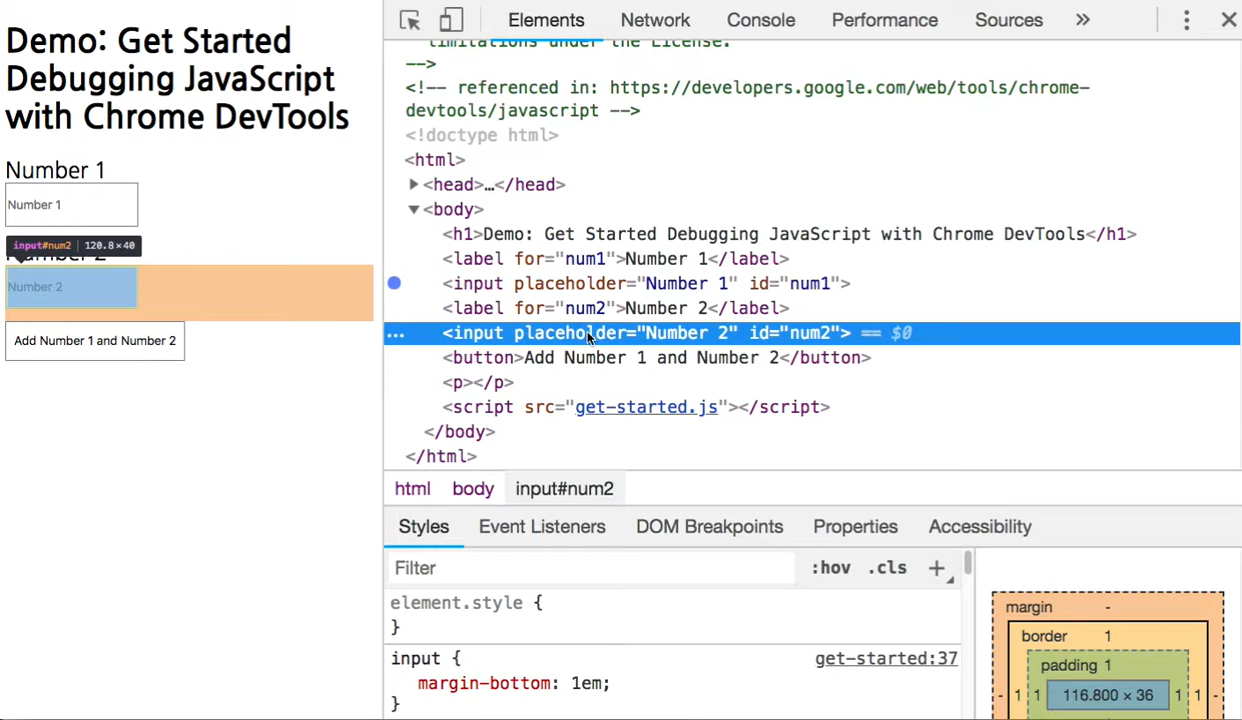 Demo: Get Started
Debugging JavaScript
with Chrome DevTools
Number 1
Number 1
input#num2 120.8×40
Number 2
Number 2
Add Number 1 and Number 2
Elements Network Console Performance Sources »
limitations under the License.
-->
<!-- referenced in: https://developers.google.com/web/tools/chrome-
devtools/javascript -->
<!doctype html>
<html>
<head>…</head>
<body>
<h1>Demo: Get Started Debugging JavaScript with Chrome DevTools</h1>
<label for="num1">Number 1</label>
<input placeholder="Number 1" id="num1">
<label for="num2">Number 2</label>
… <input placeholder="Number 2" id="num2"> == $0
<button>Add Number 1 and Number 2</button>
<p></p>
<script src="get-started.js"></script>
</body>
</html>
html body input#num2
Styles Event Listeners DOM Breakpoints Properties Accessibility
Filter :hov .cls +
element.style {
}
input { get-started:37
margin-bottom: 1em;
}
margin -
border 1
padding 1
- 1 1 116.800 × 36 1 1 -